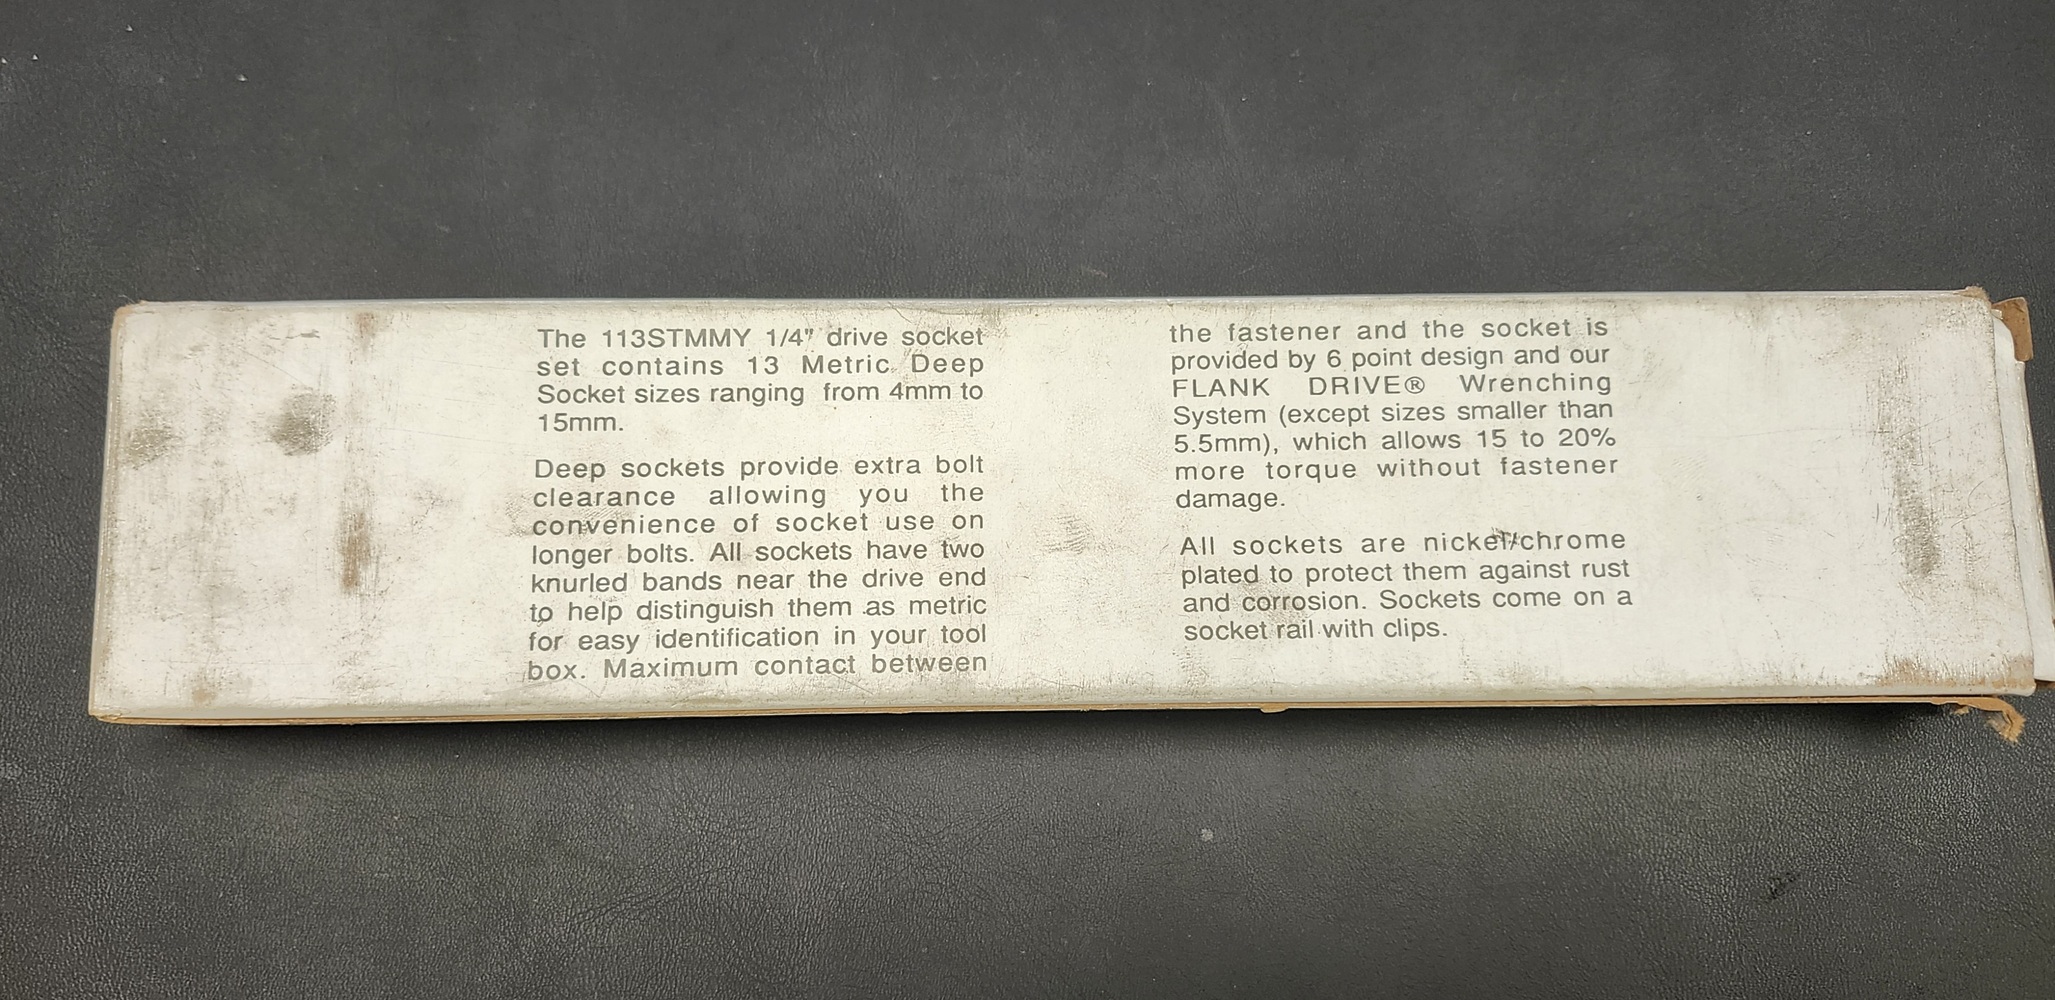 The 113STMMY 1/4" drive socket
set contains 13 Metric Deep
Socket sizes ranging from 4mm to
15mm.
Deep sockets provide extra bolt
clearance allowing you the
convenience of socket use on
longer bolts. All sockets have two
knurled bands near the drive end
to help distinguish them as metric
for easy identification in your tool
box. Maximum contact between
the fastener and the socket is
provided by 6 point design and our
FLANK DRIVE® Wrenching
System (except sizes smaller than
5.5mm), which allows 15 to 20%
more torque without fastener
damage.
All sockets are nickel/chrome
plated to protect them against rust
and corrosion. Sockets come on a
socket rail with clips.